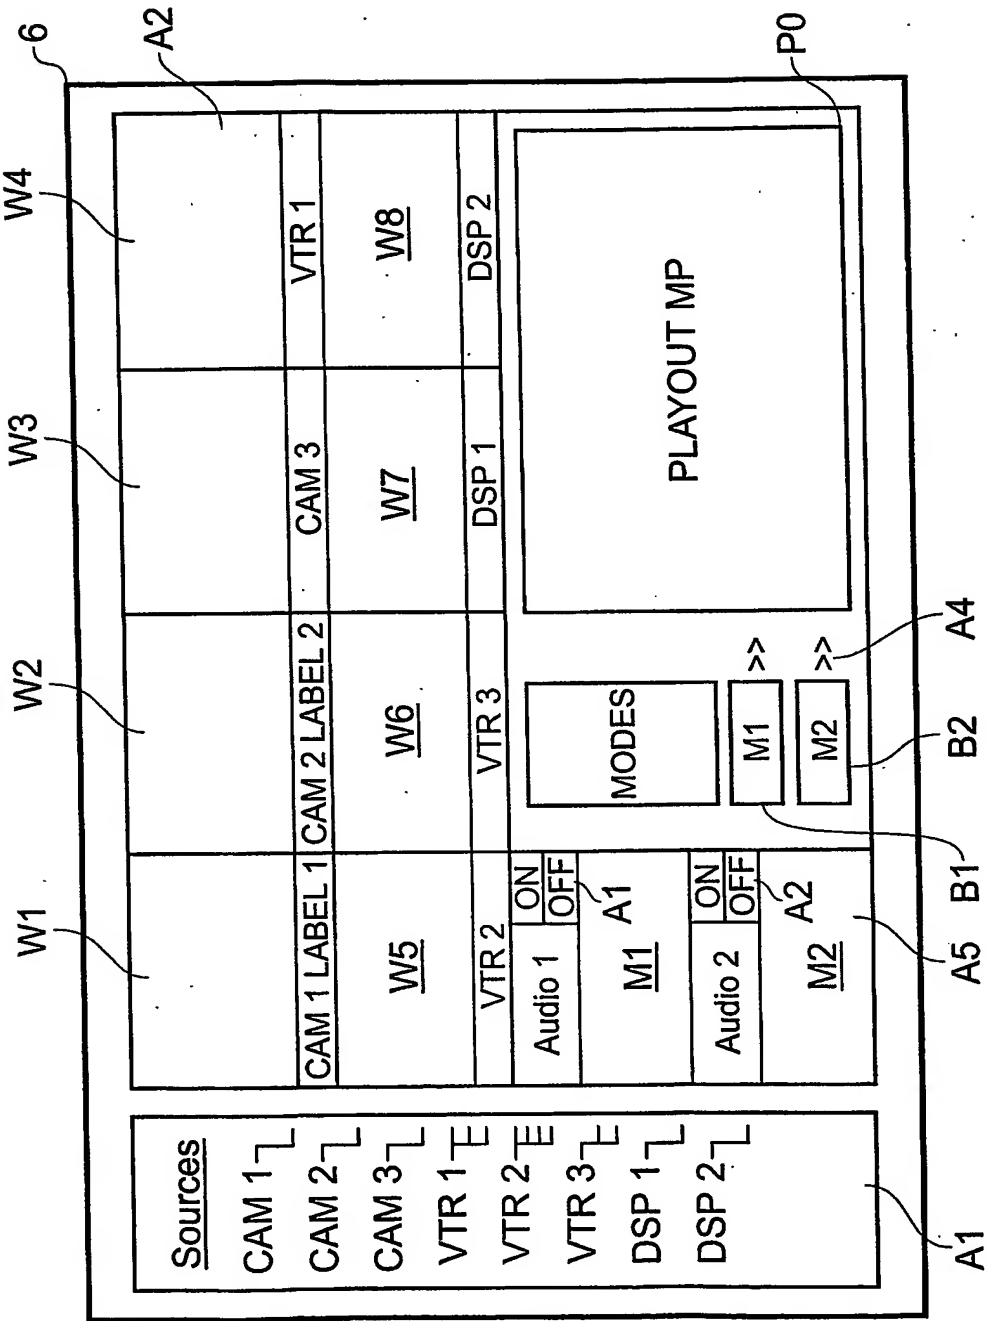 6
W1
W2
W3
W4
A2
Sources
CAM 1
CAM 2
CAM 3
VTR 1
VTR 2
VTR 3
DSP 1
DSP 2
CAM 1 LABEL 1
CAM 2 LABEL 2
CAM 3
VTR 1
W5
W6
W7
W8
VTR 2
VTR 3
DSP 1
DSP 2
Audio 1
ON
OFF
A1
M1
Audio 2
ON
OFF
A2
M2
MODES
M1 >>
M2 >>
PLAYOUT MP
P0
A1
A5
B1
B2
A4